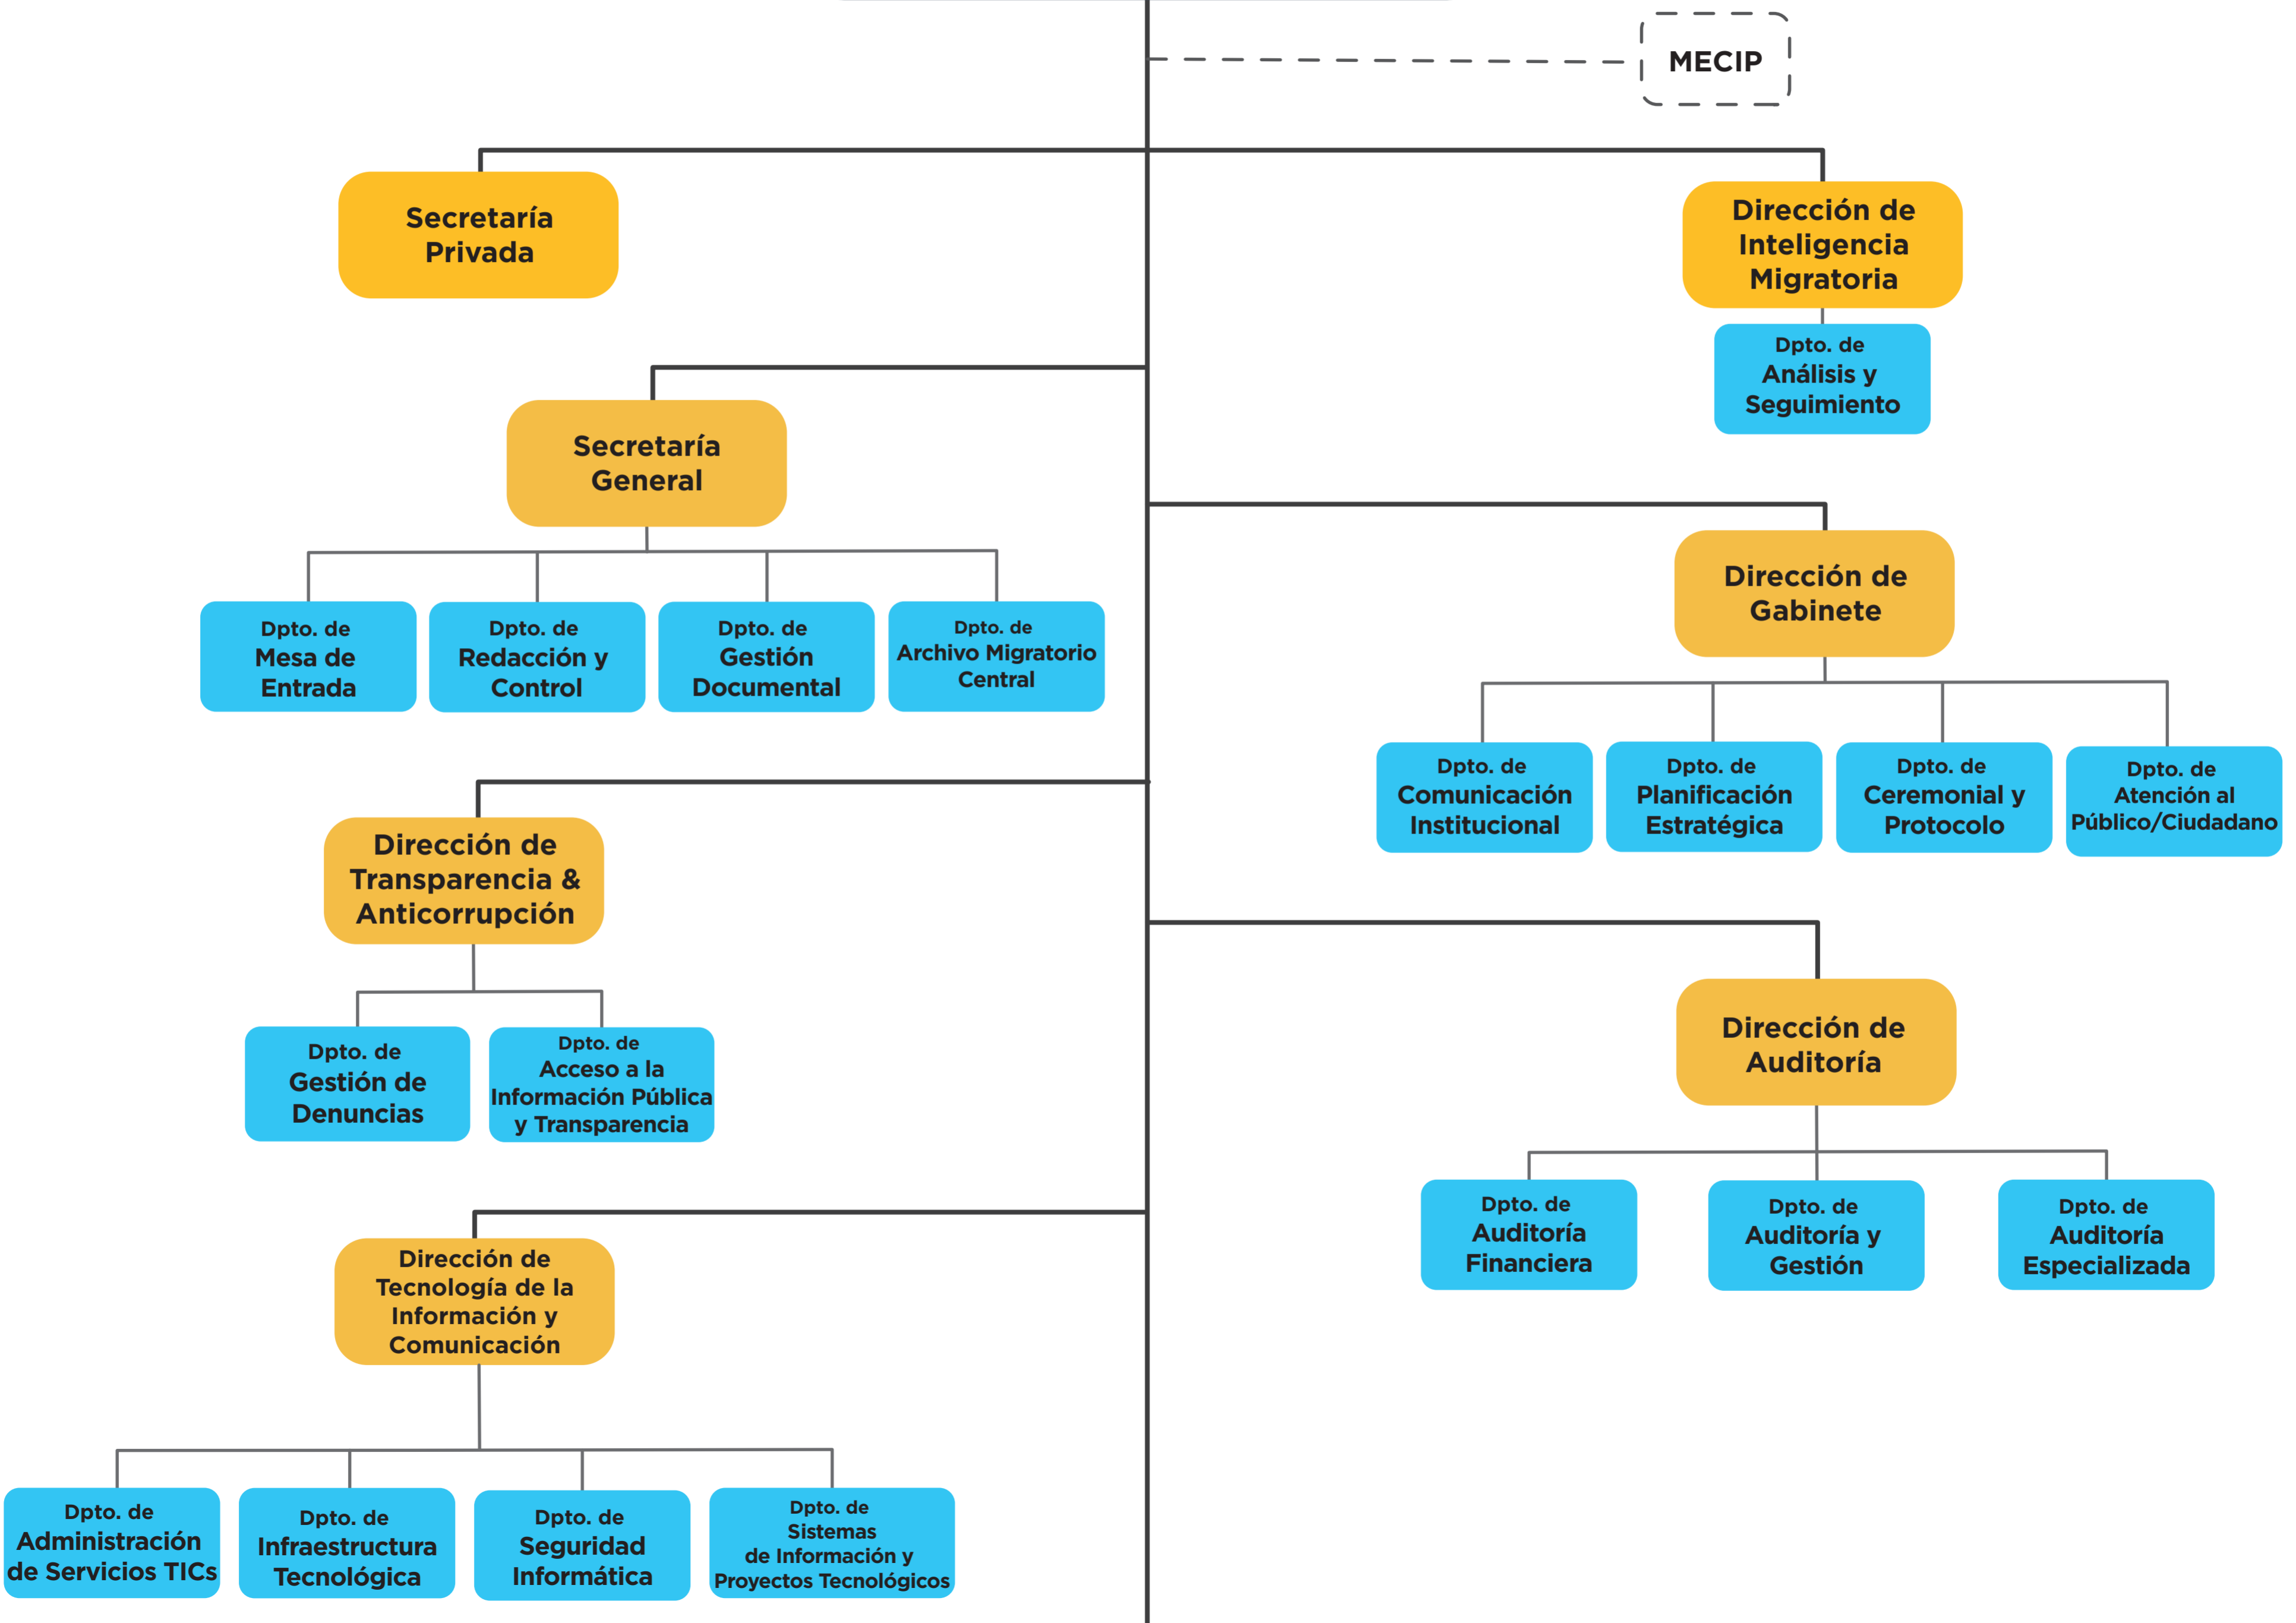 MECIP
Secretaría
Privada
Dirección de
Inteligencia
Migratoria
Dpto. de
Análisis y
Seguimiento
Secretaría
General
Dpto. de
Mesa de
Entrada
Dpto. de
Redacción y
Control
Dpto. de
Gestión
Documental
Dpto. de
Archivo Migratorio
Central
Dirección de
Gabinete
Dpto. de
Comunicación
Institucional
Dpto. de
Planificación
Estratégica
Dpto. de
Ceremonial y
Protocolo
Dpto. de
Atención al
Público/Ciudadano
Dirección de
Transparencia &
Anticorrupción
Dpto. de
Gestión de
Denuncias
Dpto. de
Acceso a la
Información Pública
y Transparencia
Dirección de
Auditoría
Dpto. de
Auditoría
Financiera
Dpto. de
Auditoría y
Gestión
Dpto. de
Auditoría
Especializada
Dirección de
Tecnología de la
Información y
Comunicación
Dpto. de
Administración
de Servicios TICs
Dpto. de
Infraestructura
Tecnológica
Dpto. de
Seguridad
Informática
Dpto. de
Sistemas
de Información y
Proyectos Tecnológicos